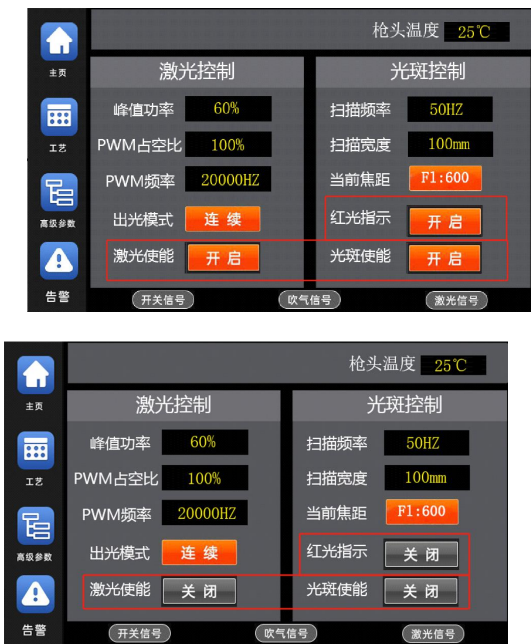 枪头温度 25℃
主页
激光控制 光斑控制
峰值功率 60% 扫描频率 50HZ
工艺
PWM占空比 100% 扫描宽度 100mm
PWM频率 20000HZ 当前焦距 F1:600
高级参数
出光模式 连续 红光指示 开启
激光使能 开启 光斑使能 开启
告警
开关信号 吹气信号 激光信号
枪头温度 25℃
主页
激光控制 光斑控制
峰值功率 60% 扫描频率 50HZ
工艺
PWM占空比 100% 扫描宽度 100mm
PWM频率 20000HZ 当前焦距 F1:600
高级参数
出光模式 连续 红光指示 关闭
激光使能 关闭 光斑使能 关闭
告警
开关信号 吹气信号 激光信号